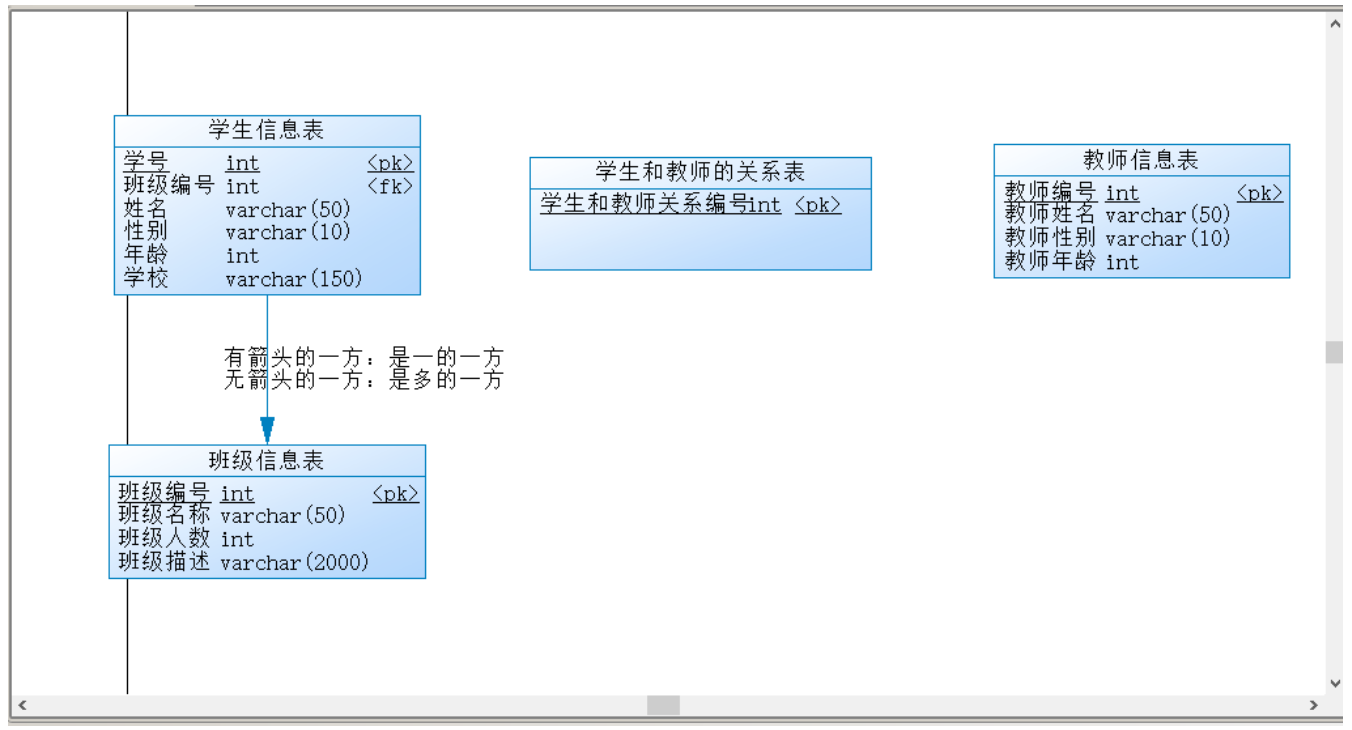 学生信息表
学号 int <pk>
班级编号 int <fk>
姓名 varchar(50)
性别 varchar(10)
年龄 int
学校 varchar(150)
学生和教师的关系表
学生和教师关系编号int <pk>
教师信息表
教师编号 int <pk>
教师姓名 varchar(50)
教师性别 varchar(10)
教师年龄 int
有箭头的一方：是一的一方
无箭头的一方：是多的一方
班级信息表
班级编号 int <pk>
班级名称 varchar(50)
班级人数 int
班级描述 varchar(2000)